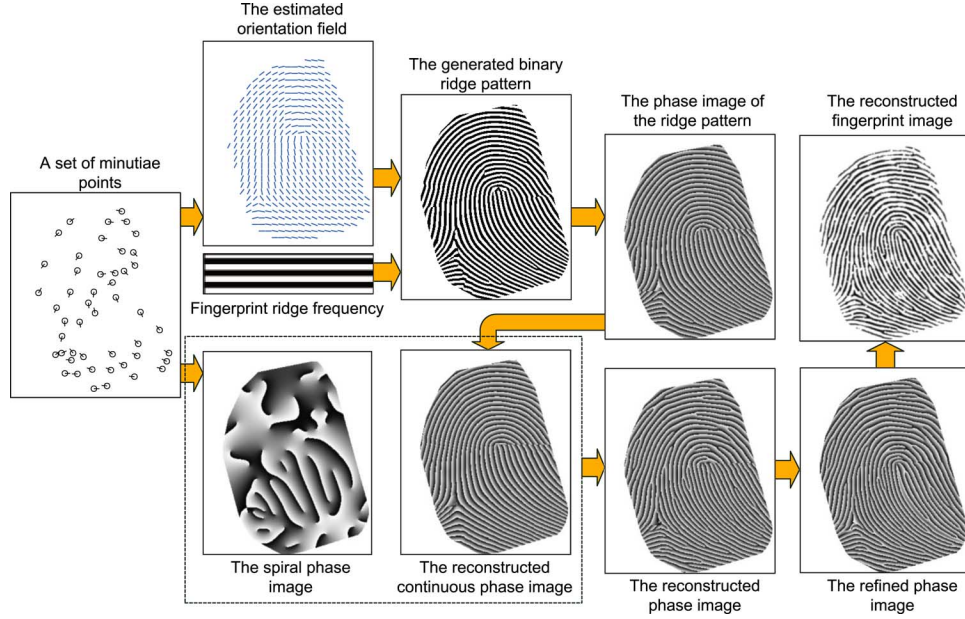 The estimated
orientation field
The generated binary
ridge pattern
The phase image of
the ridge pattern
The reconstructed
fingerprint image
A set of minutiae
points
Fingerprint ridge frequency
The spiral phase
image
The reconstructed
continuous phase image
The reconstructed
phase image
The refined phase
image